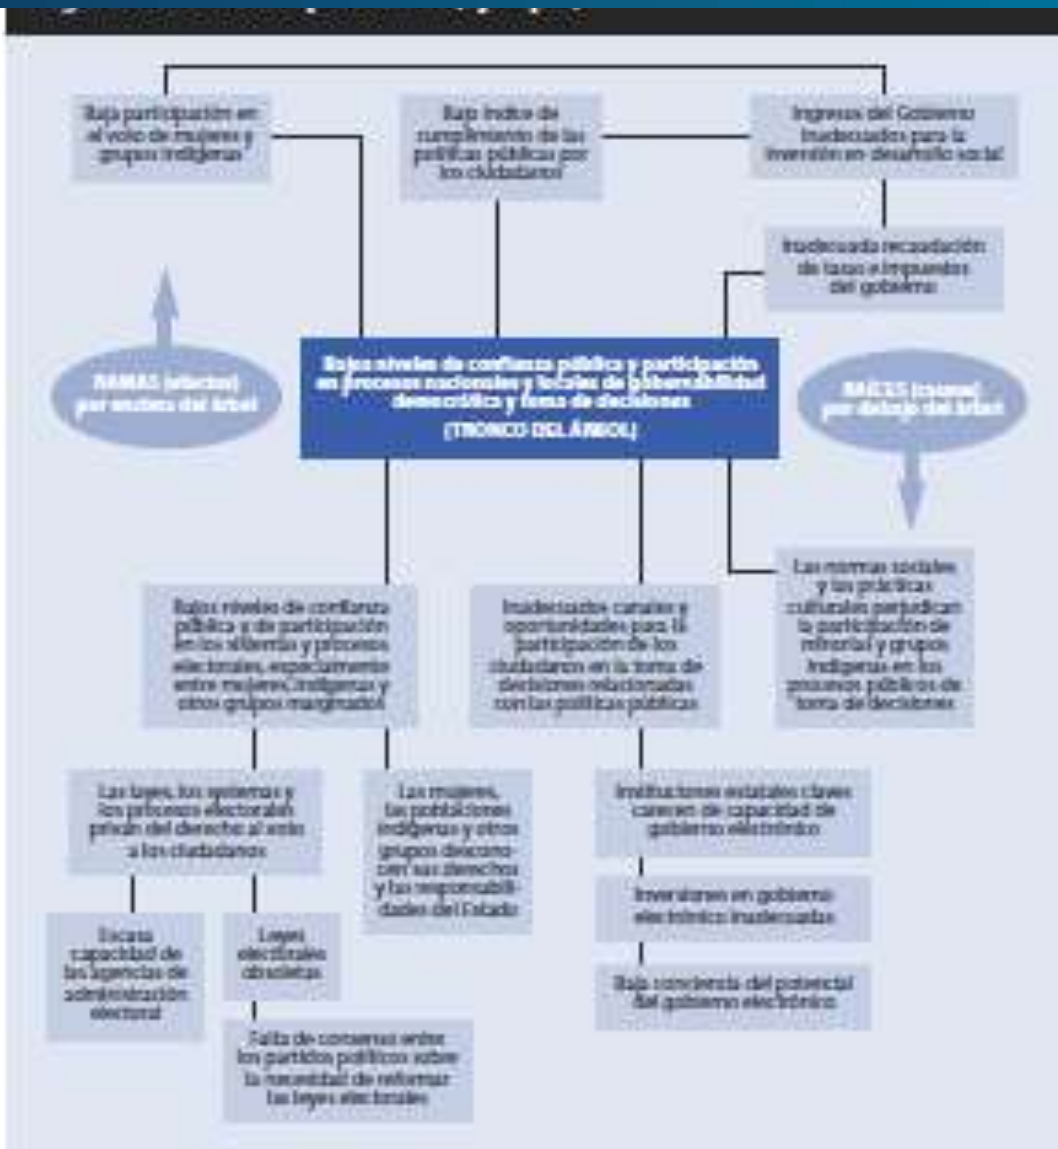 Baja participación en
el voto de mujeres y
grupos indígenas
Bajo índice de
cumplimiento de las
políticas públicas por
los ciudadanos
Ingresos del Gobierno
inadecuados para la
inversión en desarrollo social
Inadecuada recaudación
de tasas e impuestos
del gobierno
RAMAS (efectos)
por encima del árbol
Bajos niveles de confianza pública y participación
en procesos nacionales y locales de gobernabilidad
democrática y toma de decisiones
(TRONCO DEL ÁRBOL)
RAÍCES (causas)
por debajo del árbol
Bajos niveles de confianza
pública y de participación
en los sistemas y procesos
electorales, especialmente
entre mujeres, indígenas y
otros grupos marginados
Inadecuados canales y
oportunidades para la
participación de los
ciudadanos en la toma de
decisiones relacionadas
con las políticas públicas
Las normas sociales
y las prácticas
culturales perjudican
la participación de
minorías y grupos
indígenas en los
procesos públicos de
toma de decisiones
Las leyes, los systemas y
los procesos electorales
privan del derecho al voto
a los ciudadanos
Las mujeres,
las poblaciones
indígenas y otros
grupos descono-
cen sus derechos
y las responsabili-
dades del Estado
Instituciones estatales claves
carecen de capacidad de
gobierno electrónico
Inversiones en gobierno
electrónico inadecuadas
Baja conciencia del potencial
del gobierno electrónico
Escasa
capacidad de
las agencias de
administración
electoral
Leyes
electorales
obsoletas
Falta de consenso entre
los partidos políticos sobre
la necesidad de reformar
las leyes electorales